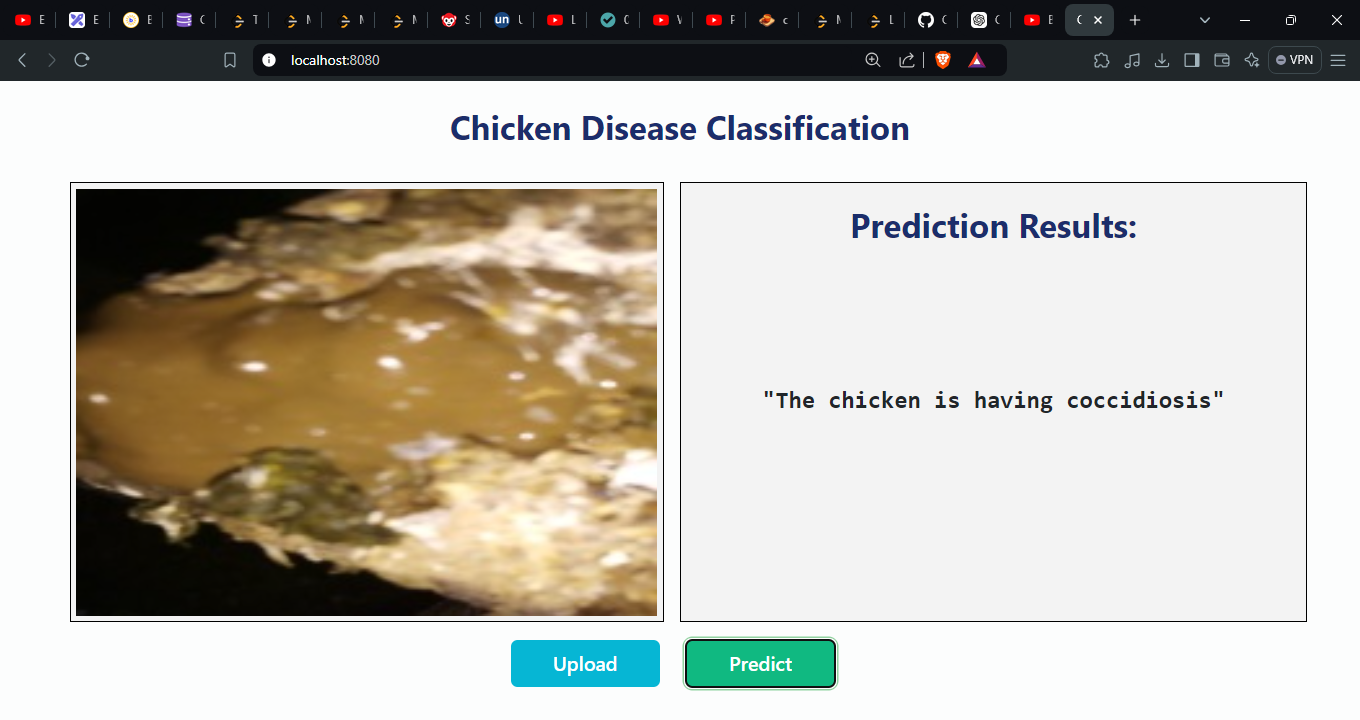 E
E
B
C
T
M
M
M
S
un
U
L
C
V
F
c
M
L
C
C
E
C
localhost:8080
VPN
Chicken Disease Classification
Prediction Results:
"The chicken is having coccidiosis"
Upload
Predict